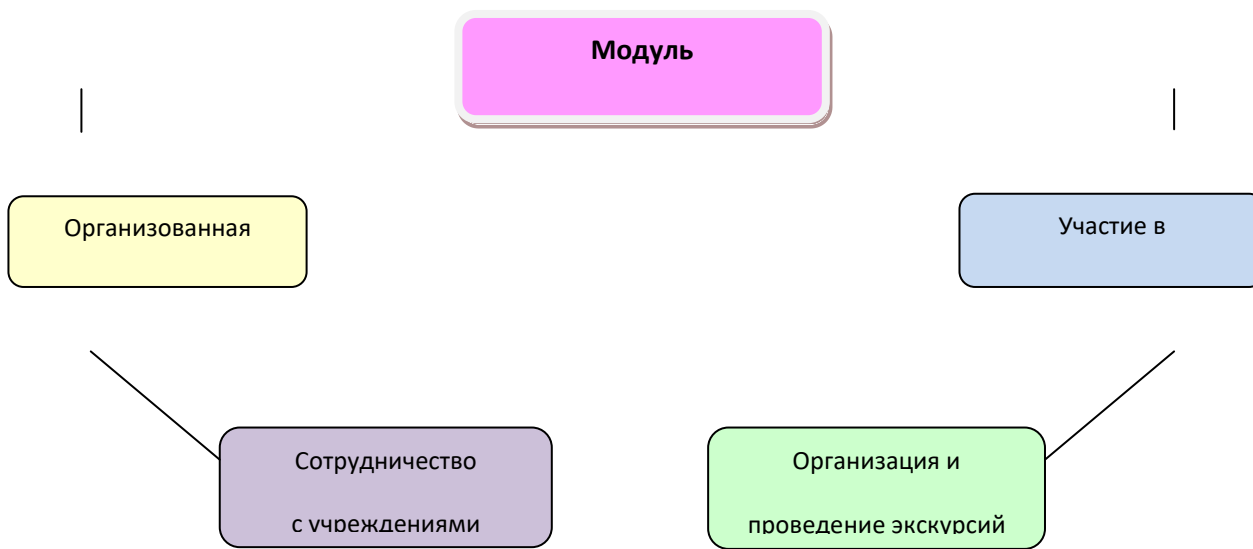 Модуль
Организованная
Участие в
Сотрудничество
с учреждениями
Организация и
проведение экскурсий